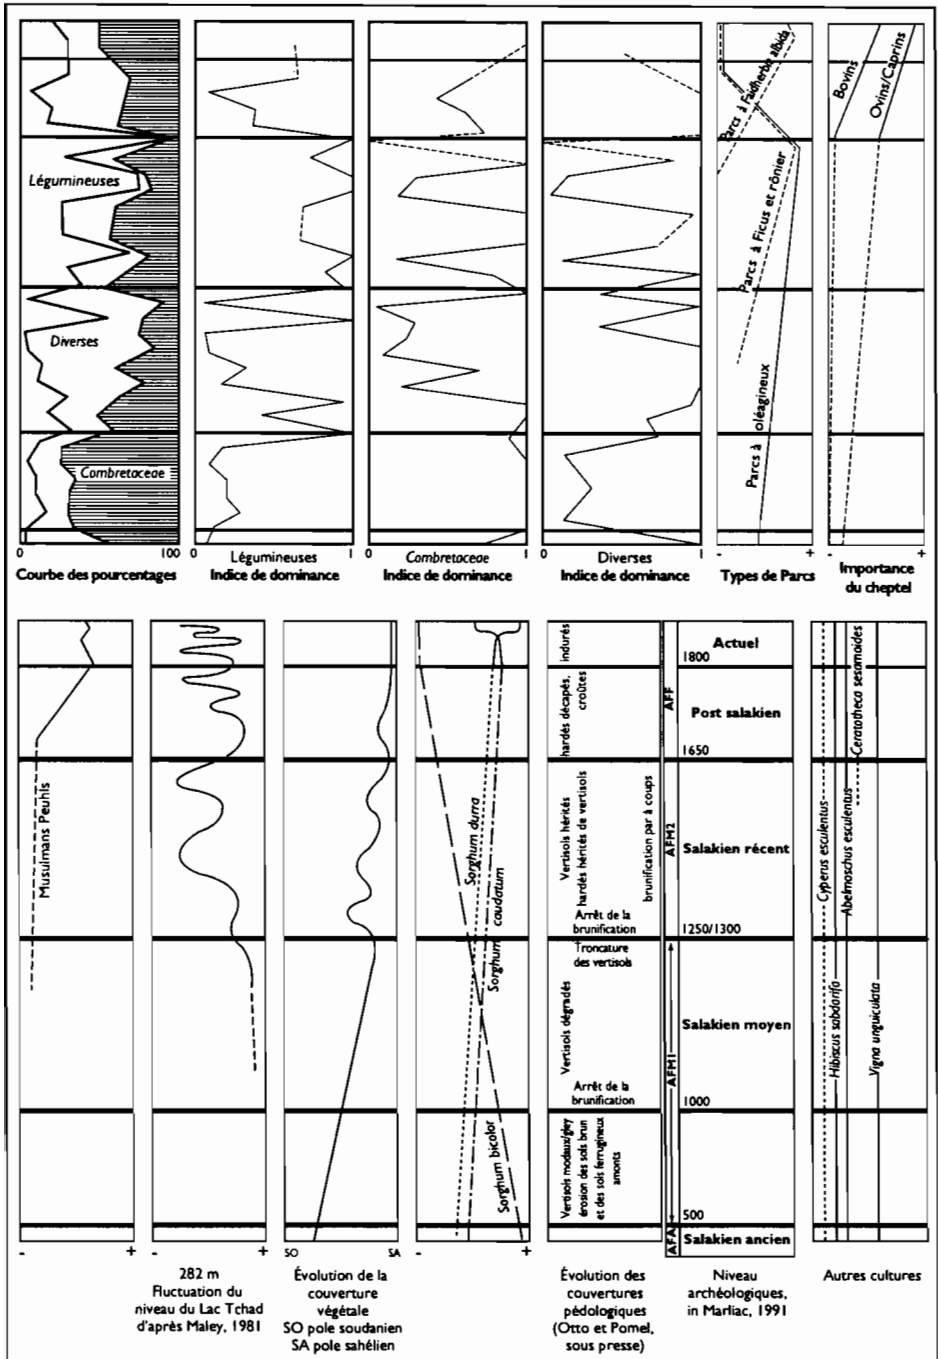 Légumineuses
Diverses
Combretaceae
Parcs à Faidherbia albida
Parcs à Ficus et rônier
Parcs à oléagineux
Bovins
Ovins/Caprins
0 100
Courbe des pourcentages
0 1
Légumineuses
Indice de dominance
0 1
Combretaceae
Indice de dominance
0 1
Diverses
Indice de dominance
- +
Types de Parcs
- +
Importance
du cheptel
Musulmans Peuhls
- +
- +
282 m
Fluctuation du
niveau du Lac Tchad
d'après Maley, 1981
SO SA
Évolution de la
couverture
végétale
SO pole soudanien
SA pole sahélien
Sorghum durra
Sorghum caudatum
Sorghum bicolor
- +
indurés
hardés décapés,
croûtes
Vertisols hérités
hardés hérités de vertisols
brunification par à coups
Arrêt de la
brunification
Troncature
des vertisols
Vertisols dégradés
Arrêt de la
brunification
Vertisols modaux/gley
érosion des sols brun
et des sols ferrugineux
amonts
Évolution des
couvertures
pédologiques
(Otto et Pomel,
sous presse)
AFF
AFM2
AFM1
AFA
Actuel
1800
Post salakien
1650
Salakien récent
1250/1300
Salakien moyen
1000
500
Salakien ancien
Niveau
archéologiques,
in Marliac, 1991
Cyperus esculentus
Hibiscus sabdarifa
Abelmoschus esculentus
Ceratotheca sesamoides
Vigna unguiculata
Autres cultures